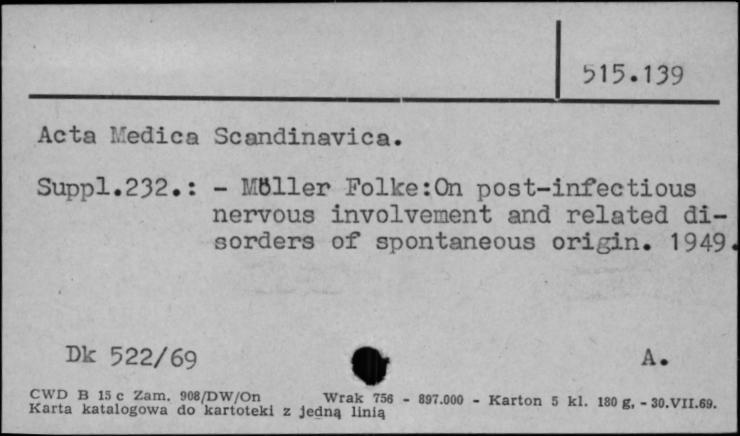 515.139
Acta Medica Scandinavica.
Suppl.232.: - Möller Folke:On post-infectious
nervous involvement and related di-
sorders of spontaneous origin. 1949.
Dk 522/69 A.
CWD B 15 c Zam. 908/DW/On Wrak 756 - 897.000 - Karton 5 kl. 180 g. - 30.VII.69.
Karta katalogowa do kartoteki z jedną linią